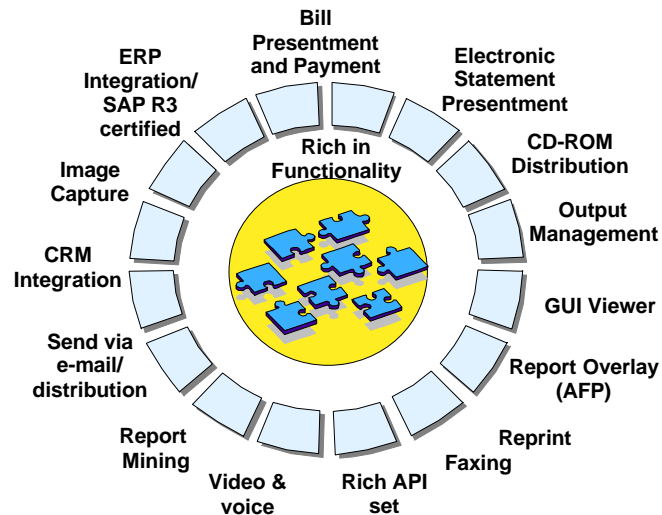 Bill
Presentment
and Payment
Electronic
Statement
Presentment
CD-ROM
Distribution
Output
Management
GUI Viewer
Report Overlay
(AFP)
Reprint
Faxing
Rich API
set
Video &
voice
Report
Mining
Send via
e-mail/
distribution
CRM
Integration
Image
Capture
ERP
Integration/
SAP R3
certified
Rich in
Functionality